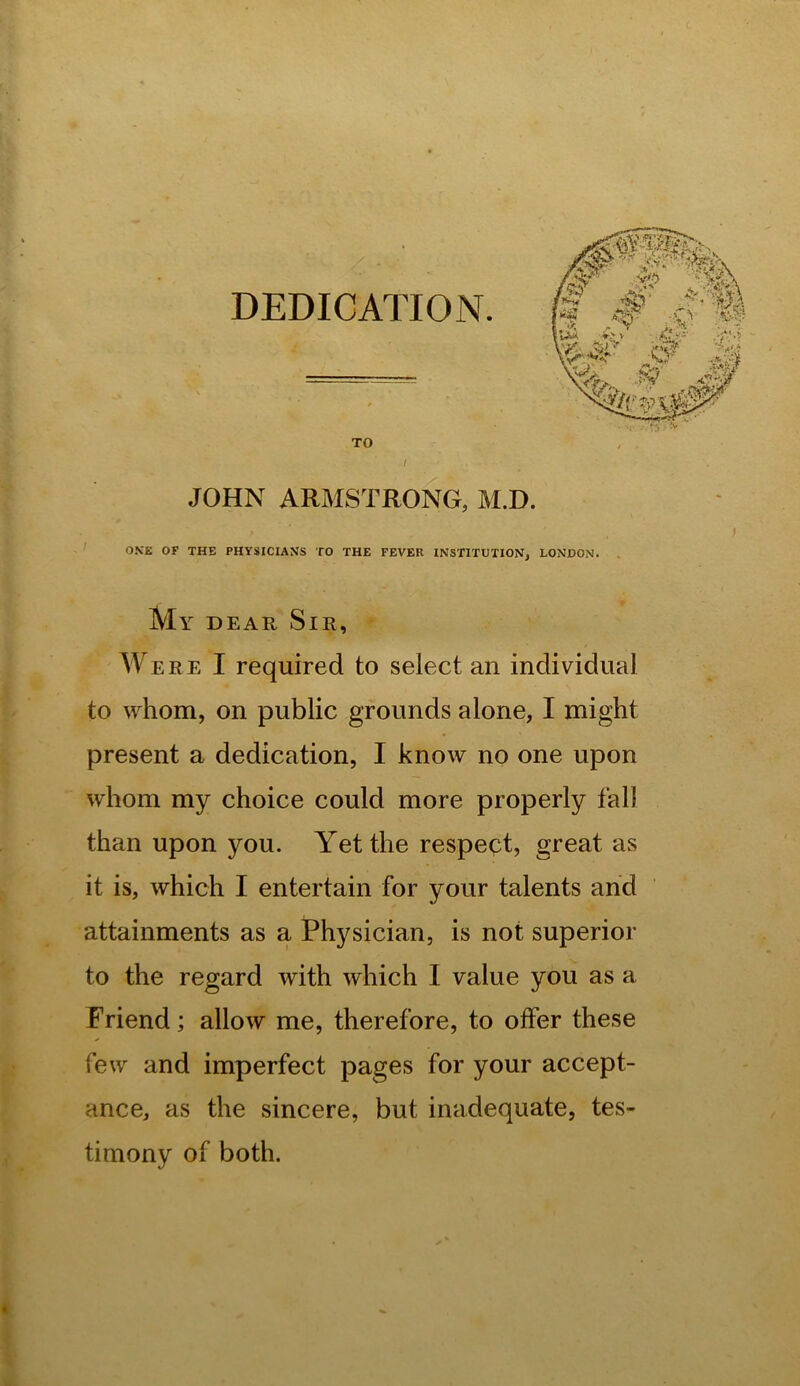 DEDICATION.
TO
JOHN ARMSTRONG, M.D.
ONE OF THE PHYSICIANS TO THE FEVER INSTITUTION, LONDON.
MY DEAR SIR,
WERE I required to select an individual
to whom, on public grounds alone, I might
present a dedication, I know no one upon
whom my choice could more properly fall
than upon you. Yet the respect, great as
it is, which I entertain for your talents and
attainments as a Physician, is not superior
to the regard with which I value you as a
Friend; allow me, therefore, to offer these
few and imperfect pages for your accept-
ance, as the sincere, but inadequate, tes-
timony of both.